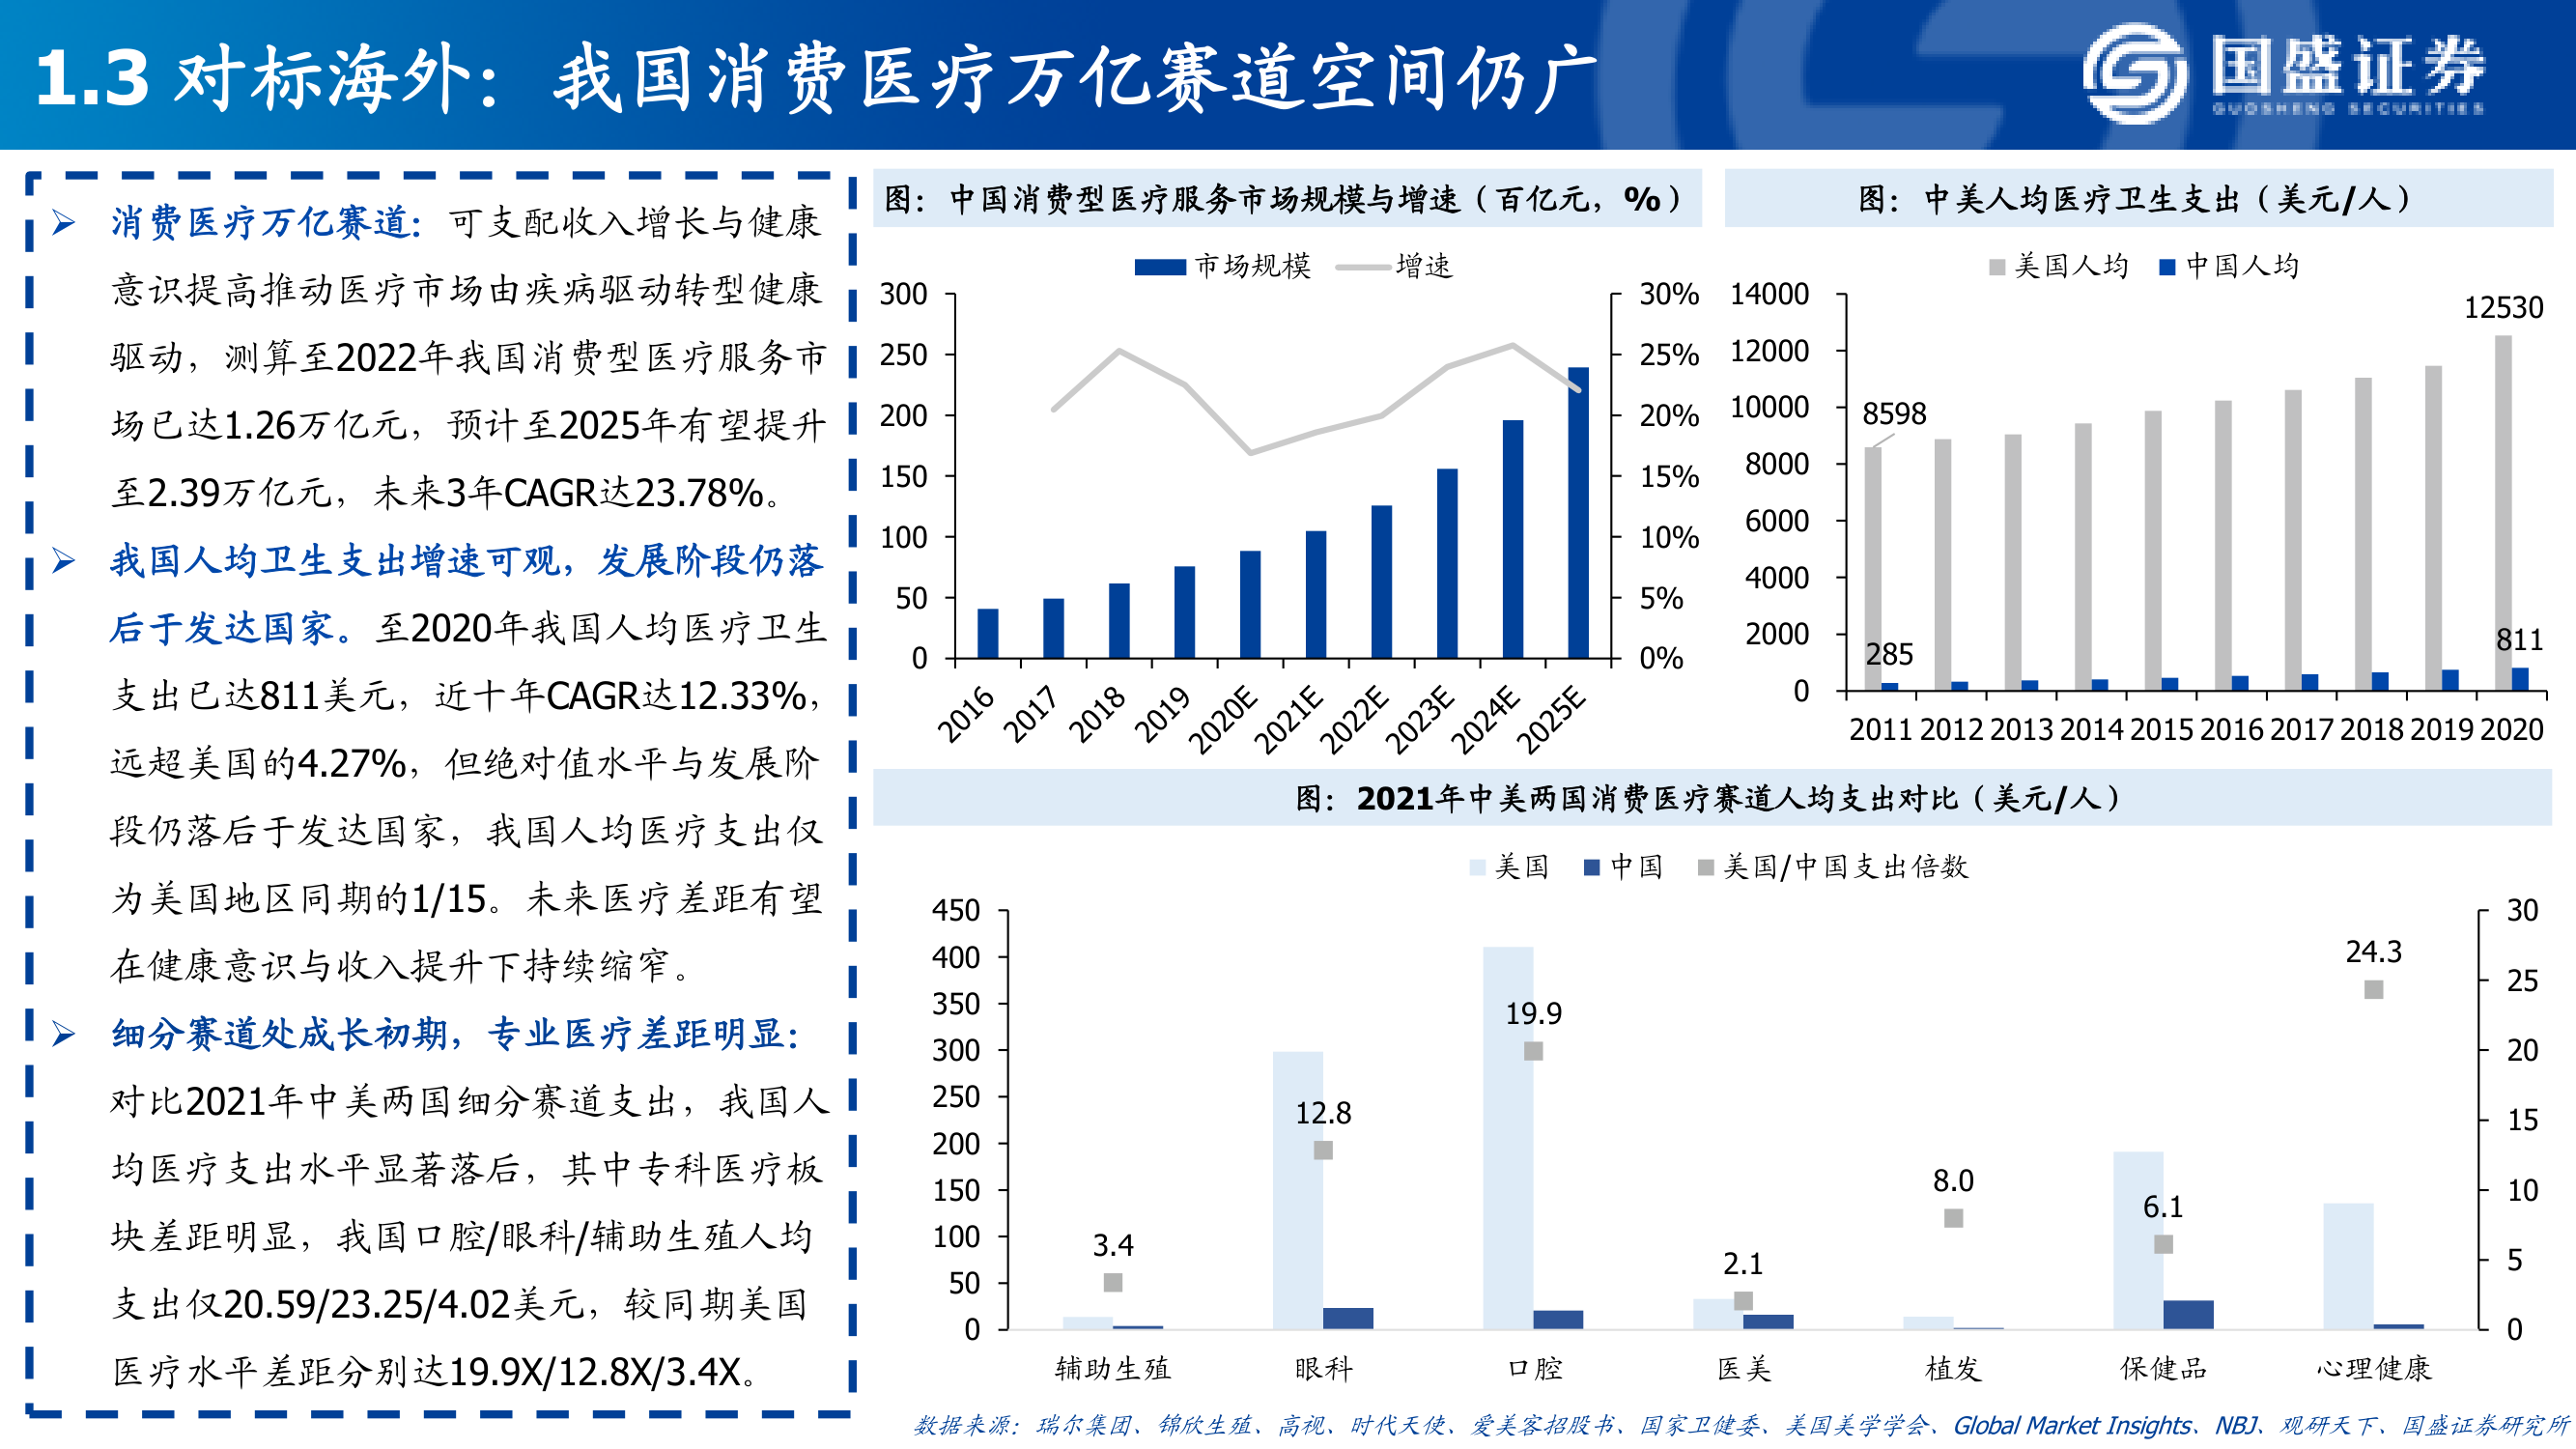 1.3 对标海外：我国消费医疗万亿赛道空间仍广
国盛证券
GUOSHENG SECURITIES
消费医疗万亿赛道：可支配收入增长与健康
意识提高推动医疗市场由疾病驱动转型健康
驱动，测算至2022年我国消费型医疗服务市
场已达1.26万亿元，预计至2025年有望提升
至2.39万亿元，未来3年CAGR达23.78%。
我国人均卫生支出增速可观，发展阶段仍落
后于发达国家。至2020年我国人均医疗卫生
支出已达811美元，近十年CAGR达12.33%，
远超美国的4.27%，但绝对值水平与发展阶
段仍落后于发达国家，我国人均医疗支出仅
为美国地区同期的1/15。未来医疗差距有望
在健康意识与收入提升下持续缩窄。
细分赛道处成长初期，专业医疗差距明显：
对比2021年中美两国细分赛道支出，我国人
均医疗支出水平显著落后，其中专科医疗板
块差距明显，我国口腔/眼科/辅助生殖人均
支出仅20.59/23.25/4.02美元，较同期美国
医疗水平差距分别达19.9X/12.8X/3.4X。
图：中国消费型医疗服务市场规模与增速（百亿元，%）
市场规模 增速
300 30%
250 25%
200 20%
150 15%
100 10%
50 5%
0 0%
2016 2017 2018 2019 2020E 2021E 2022E 2023E 2024E 2025E
图：中美人均医疗卫生支出（美元/人）
美国人均 中国人均
14000
12530
12000
10000
8598
8000
6000
4000
2000
811
285
0
2011 2012 2013 2014 2015 2016 2017 2018 2019 2020
图：2021年中美两国消费医疗赛道人均支出对比（美元/人）
美国 中国 美国/中国支出倍数
450 30
400 24.3
350 25
19.9
300 20
250
12.8
200 15
8.0
150 10
6.1
100 3.4
2.1
50 5
0 0
辅助生殖 眼科 口腔 医美 植发 保健品 心理健康
数据来源：瑞尔集团、锦欣生殖、高视、时代天使、爱美客招股书、国家卫健委、美国美学学会、Global Market Insights、NBJ、观研天下、国盛证券研究所